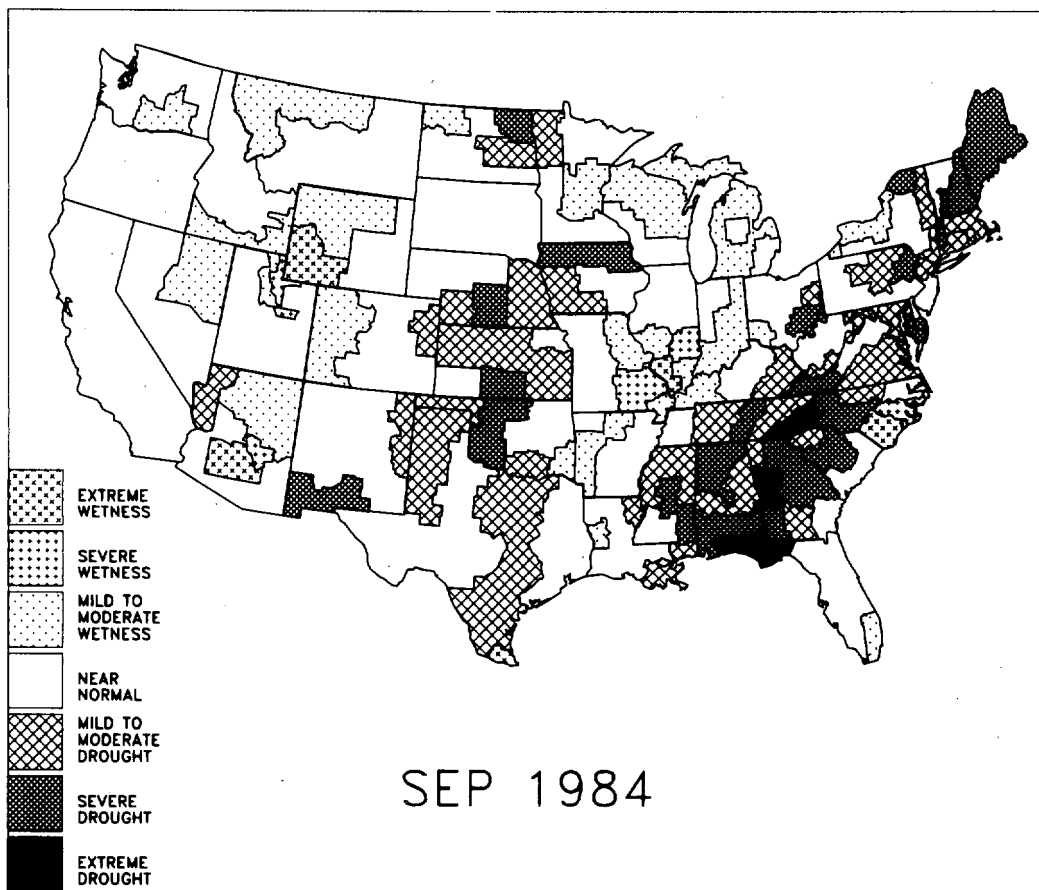 EXTREME
WETNESS
SEVERE
WETNESS
MILD TO
MODERATE
WETNESS
NEAR
NORMAL
MILD TO
MODERATE
DROUGHT
SEVERE
DROUGHT
EXTREME
DROUGHT
SEP 1984